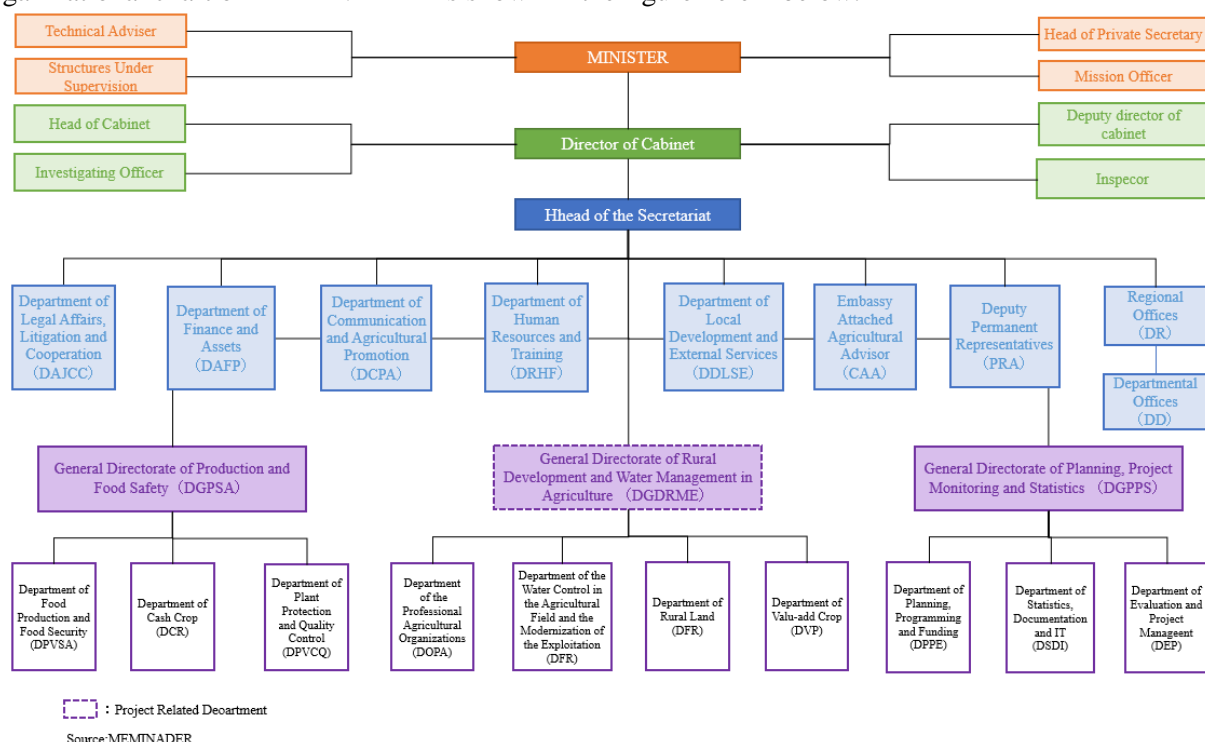 Technical Adviser
MINISTER
Head of Private Secretary
Structures Under
Supervision
Mission Officer
Head of Cabinet
Director of Cabinet
Deputy director of
cabinet
Investigating Officer
Inspecor
Hhead of the Secretariat
Department of
Legal Affairs,
Litigation and
Cooperation
（DAJCC）
Department of
Finance and
Assets
（DAFP）
Department of
Communication
and Agricultural
Promotion
（DCPA）
Department of
Human
Resources and
Training
（DRHF）
Department of
Local
Development and
External Services
（DDLSE）
Embassy
Attached
Agricultural
Advisor
（CAA）
Deputy
Permanent
Representatives
（PRA）
Regional
Offices
（DR）
Departmental
Offices
（DD）
General Directorate of Production and
Food Safety（DGPSA）
General Directorate of Rural
Development and Water Management in
Agriculture （DGDRME）
General Directorate of Planning, Project
Monitoring and Statistics （DGPPS）
Department of
Food
Production and
Food Security
(DPVSA)
Department of
Cash Crop
(DCR)
Department of
Plant
Protection
and Quality
Control
(DPVCQ)
Department
of the
Professional
Agricultural
Organizations
(DOPA)
Department of the
Water Control in
the Agricultural
Field and the
Modernization of
the Exploitation
(DFR)
Department of
Rural Land
(DFR)
Department of
Valu-add Crop
(DVP)
Department of
Planning,
Programming
and Funding
(DPPE)
Department of
Statistics,
Documentation
and IT
(DSDI)
Department of
Evaluation and
Project
Manageent
(DEP)
：Project Related Deoartment
Source:MEMINADER